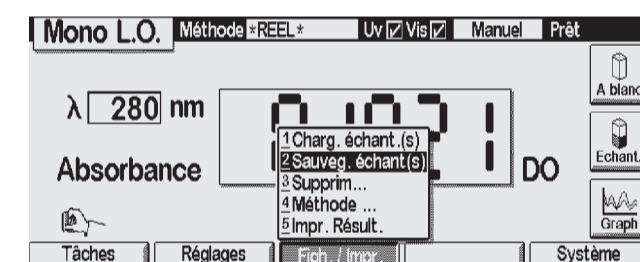 Mono L.O. Méthode *REEL* Uv Vis Manuel Prêt
A blanc
λ 280 nm
1 Charg. échant.(s)
2 Sauveg. échant(s)
3 Supprim...
4 Méthode ...
5 Impr. Résult.
Absorbance DO
Echant.
Graph
Tâches Réglages Fich. / Impr. Système